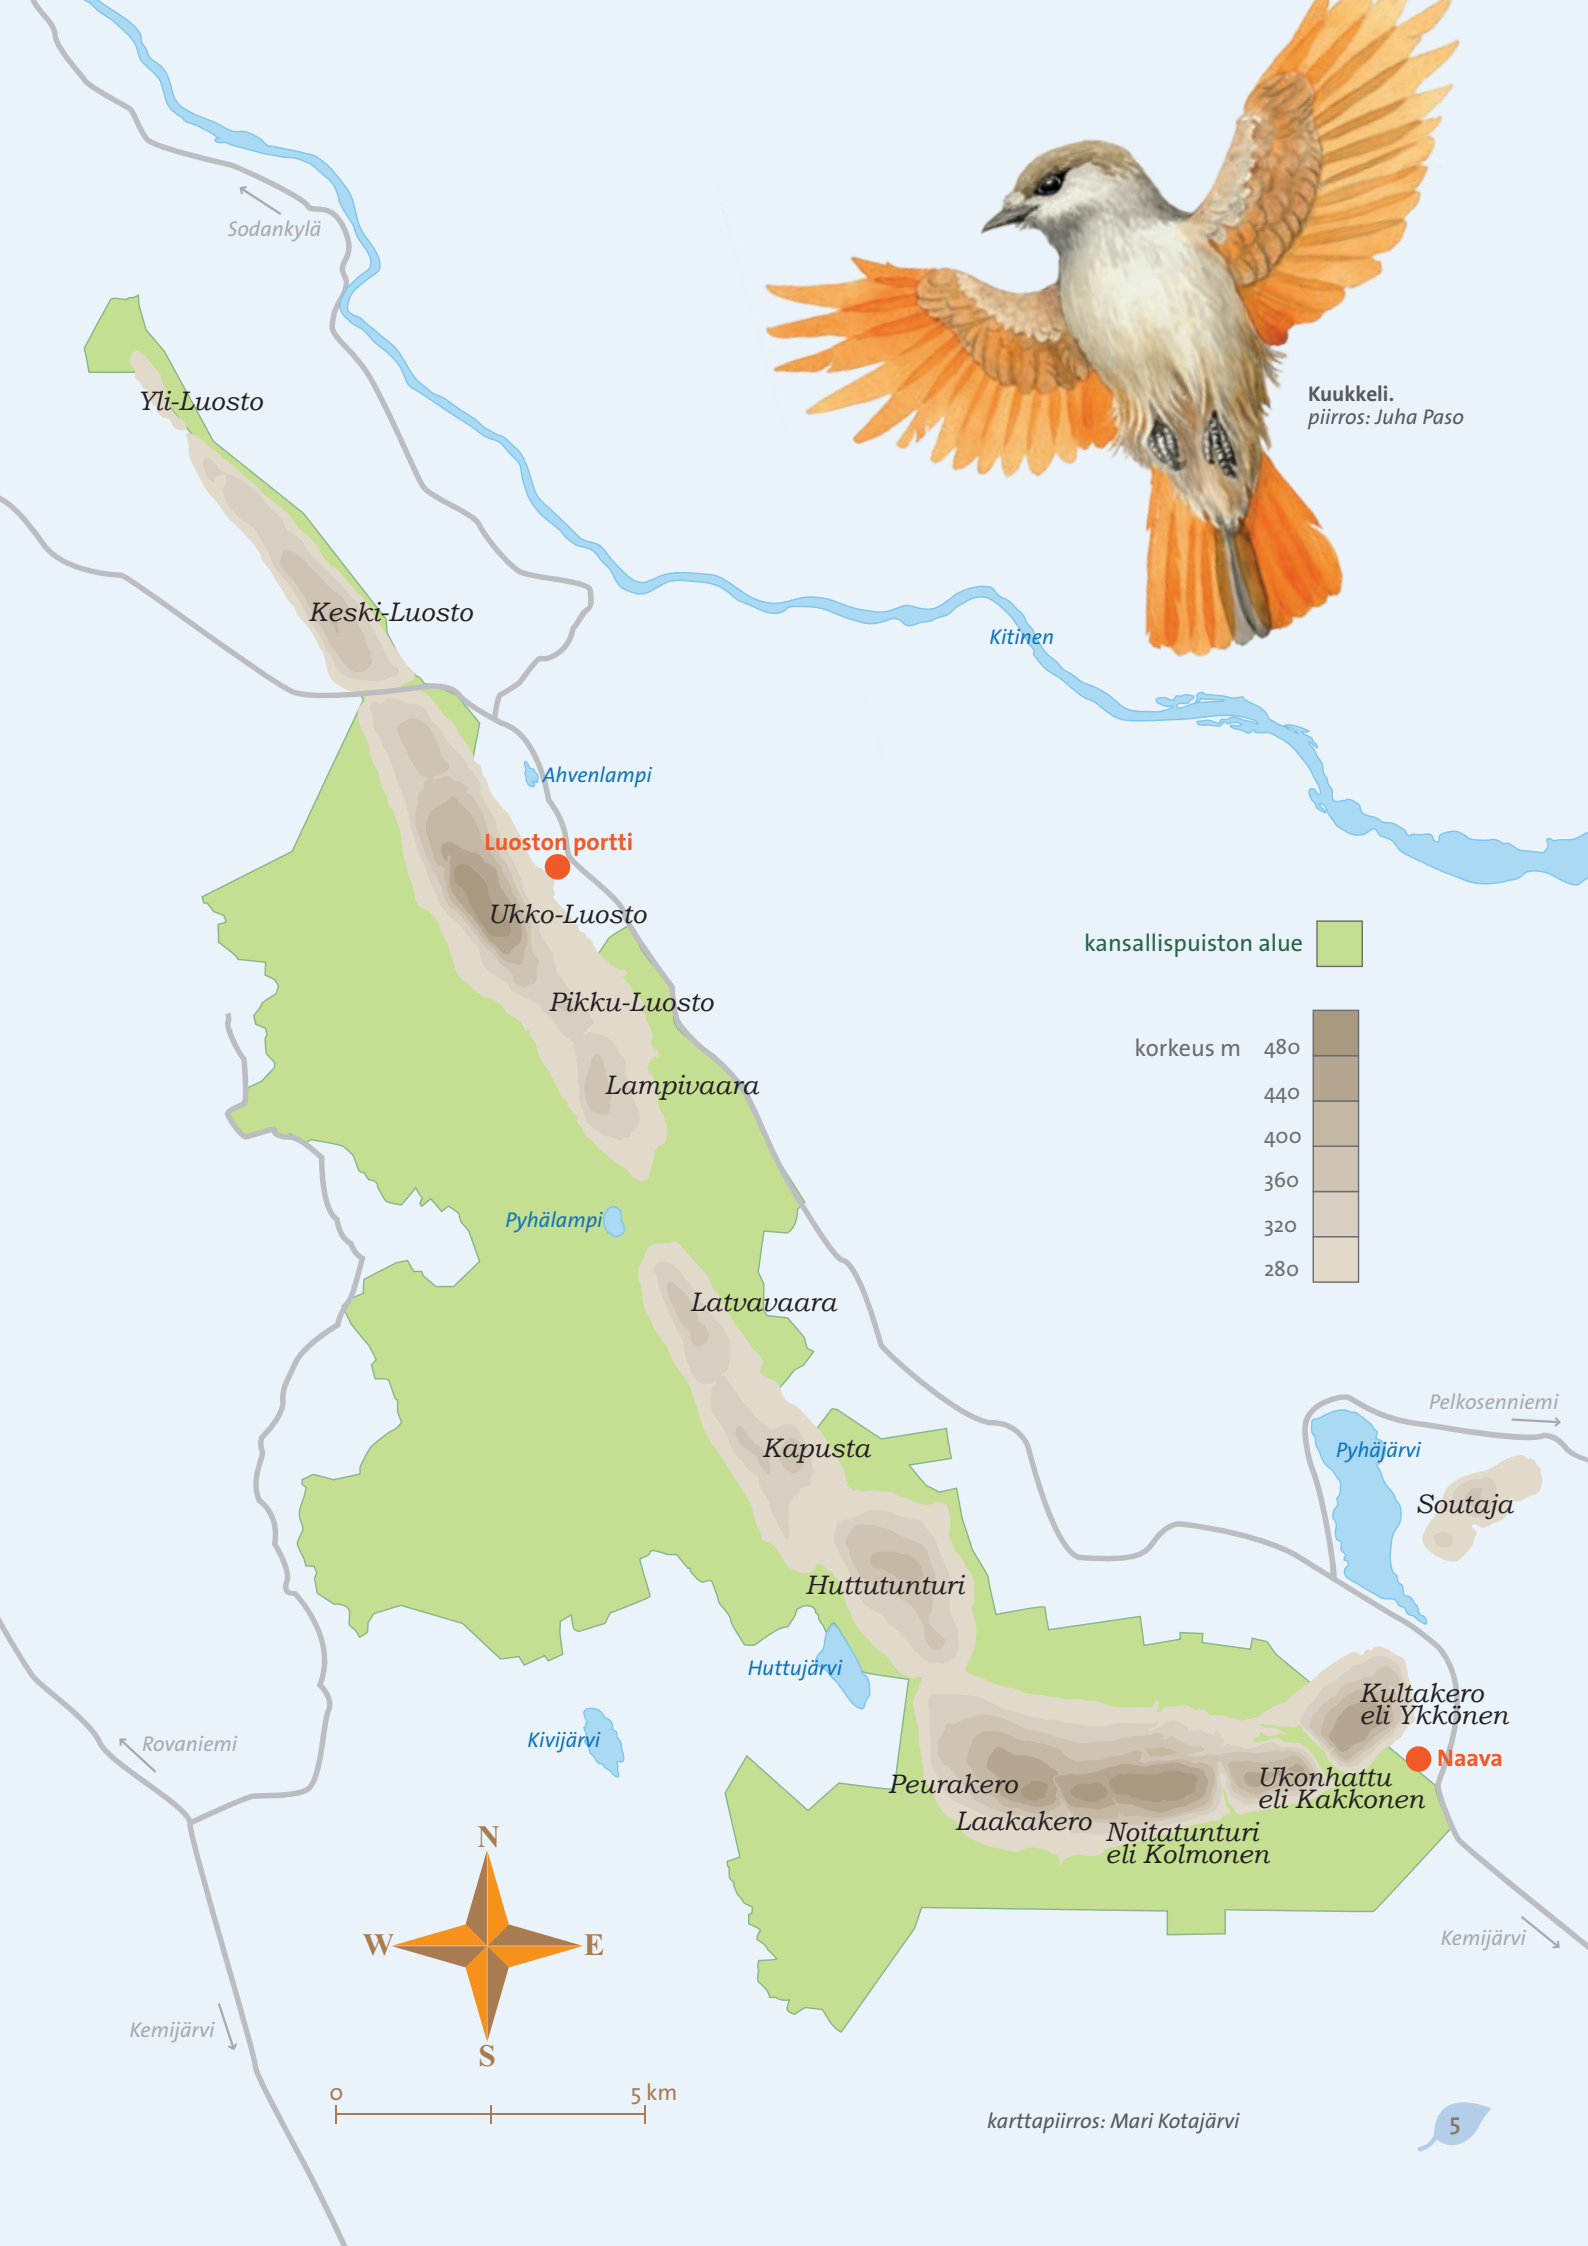 Sodankylä
Yli-Luosto
Kuukkeli.
piirros: Juha Paso
Keski-Luosto
Kitinen
Ahvenlampi
Luoston portti
Ukko-Luosto
kansallispuiston alue
Pikku-Luosto
korkeus m
480
440
400
360
320
280
Lampivaara
Pyhälampi
Latvavaara
Pelkosenniemi
Kapusta
Pyhäjärvi
Soutaja
Huttutunturi
Huttujärvi
Kultakero
eli Ykkönen
Kivijärvi
Rovaniemi
Naava
Peurakero
Ukonhattu
eli Kakkonen
Laakakero
Noitatunturi
eli Kolmonen
N
W
E
S
Kemijärvi
Kemijärvi
0
5 km
karttapiirros: Mari Kotajärvi
5